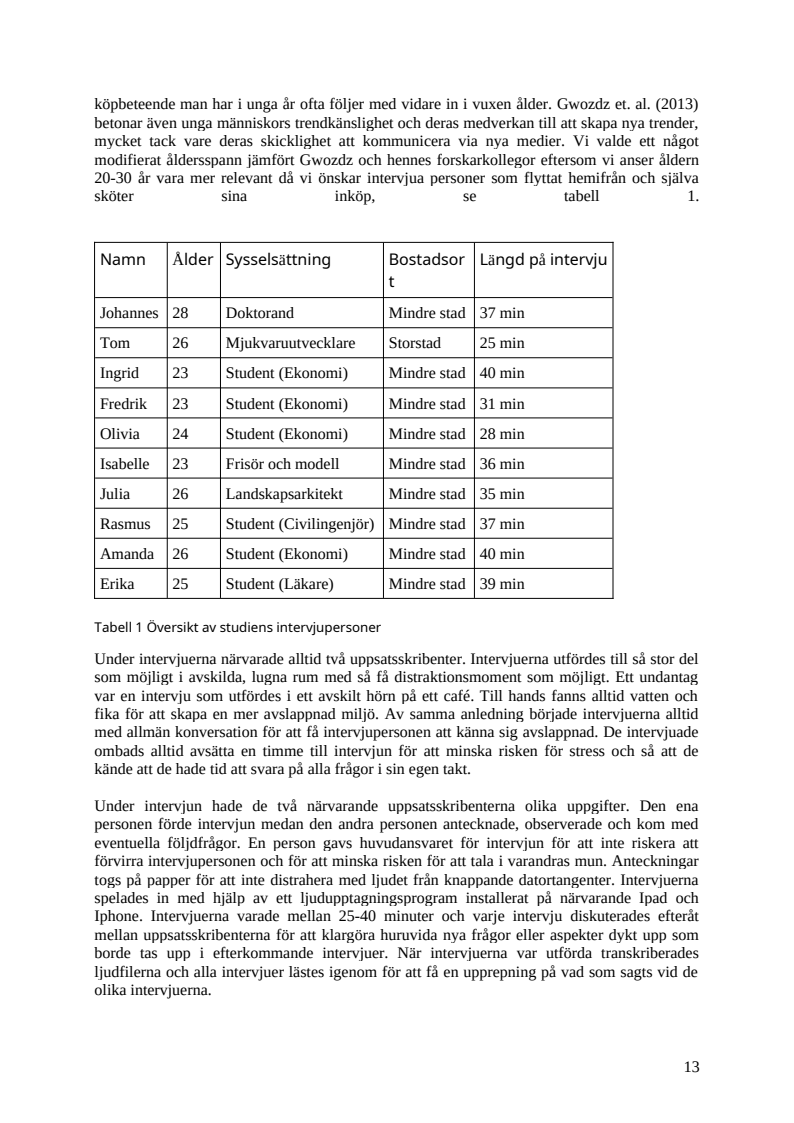 köpbeteende man har i unga år ofta följer med vidare in i vuxen ålder. Gwozdz et. al. (2013)
betonar även unga människors trendkänslighet och deras medverkan till att skapa nya trender,
mycket tack vare deras skicklighet att kommunicera via nya medier. Vi valde ett något
modifierat åldersspann jämfört Gwozdz och hennes forskarkollegor eftersom vi anser åldern
20-30 år vara mer relevant då vi önskar intervjua personer som flyttat hemifrån och själva
sköter sina inköp, se tabell 1.
Namn Ålder Sysselsättning Bostadsor Längd på intervju
t
Johannes 28 Doktorand Mindre stad 37 min
Tom 26 Mjukvaruutvecklare Storstad 25 min
Ingrid 23 Student (Ekonomi) Mindre stad 40 min
Fredrik 23 Student (Ekonomi) Mindre stad 31 min
Olivia 24 Student (Ekonomi) Mindre stad 28 min
Isabelle 23 Frisör och modell Mindre stad 36 min
Julia 26 Landskapsarkitekt Mindre stad 35 min
Rasmus 25 Student (Civilingenjör) Mindre stad 37 min
Amanda 26 Student (Ekonomi) Mindre stad 40 min
Erika 25 Student (Läkare) Mindre stad 39 min
Tabell 1 Översikt av studiens intervjupersoner
Under intervjuerna närvarade alltid två uppsatsskribenter. Intervjuerna utfördes till så stor del
som möjligt i avskilda, lugna rum med så få distraktionsmoment som möjligt. Ett undantag
var en intervju som utfördes i ett avskilt hörn på ett café. Till hands fanns alltid vatten och
fika för att skapa en mer avslappnad miljö. Av samma anledning började intervjuerna alltid
med allmän konversation för att få intervjupersonen att känna sig avslappnad. De intervjuade
ombads alltid avsätta en timme till intervjun för att minska risken för stress och så att de
kände att de hade tid att svara på alla frågor i sin egen takt.
Under intervjun hade de två närvarande uppsatsskribenterna olika uppgifter. Den ena
personen förde intervjun medan den andra personen antecknade, observerade och kom med
eventuella följdfrågor. En person gavs huvudansvaret för intervjun för att inte riskera att
förvirra intervjupersonen och för att minska risken för att tala i varandras mun. Anteckningar
togs på papper för att inte distrahera med ljudet från knappande datortangenter. Intervjuerna
spelades in med hjälp av ett ljudupptagningsprogram installerat på närvarande Ipad och
Iphone. Intervjuerna varade mellan 25-40 minuter och varje intervju diskuterades efteråt
mellan uppsatsskribenterna för att klargöra huruvida nya frågor eller aspekter dykt upp som
borde tas upp i efterkommande intervjuer. När intervjuerna var utförda transkriberades
ljudfilerna och alla intervjuer lästes igenom för att få en upprepning på vad som sagts vid de
olika intervjuerna.
13